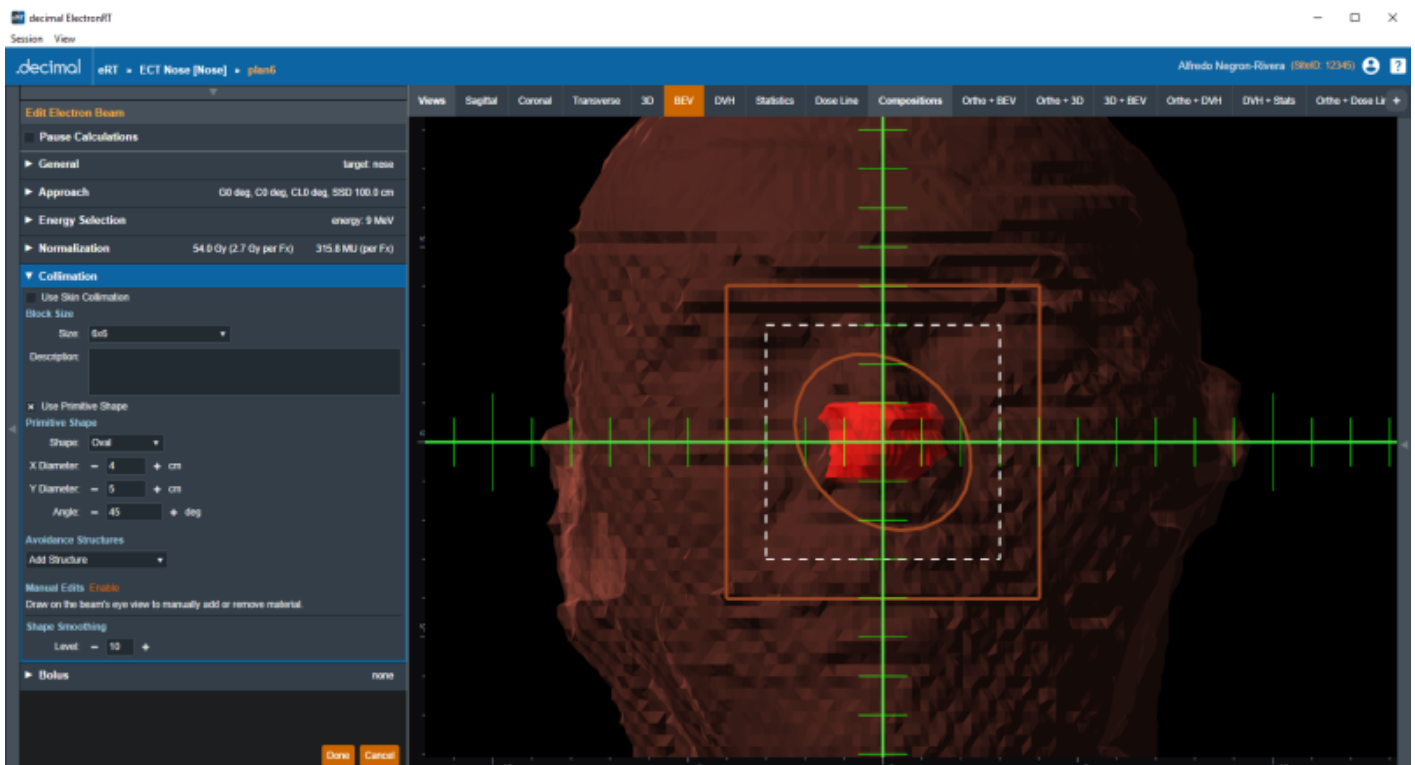 decimal ElectronRT
Session View
.decimal eRT • ECT Nose [Nose] • plan6
Alfredo Negron-Rivera (SiteID: 12345) ?
Views Sagittal Coronal Transverse 3D BEV DVH Statistics Dose Line Compositions Ortho + BEV Ortho + 3D 3D + BEV Ortho + DVH DVH + Stats Ortho + Dose Lir +
Edit Electron Beam
Pause Calculations
General target: nose
Approach G0 deg, C0 deg, CL0 deg, SSD 100.0 cm
Energy Selection energy: 9 MeV
Normalization 54.0 Gy (2.7 Gy per Fx) 315.8 MU (per Fx)
Collimation
Use Skin Collimation
Block Size
Size: 6x6
Description:
Use Primitive Shape
Primitive Shape
Shape: Oval
X Diameter: − 4 + cm
Y Diameter: − 5 + cm
Angle: − 45 + deg
Avoidance Structures
Add Structure
Manual Edits Enable
Draw on the beam's eye view to manually add or remove material.
Shape Smoothing
Level: − 10 +
Bolus none
Done Cancel